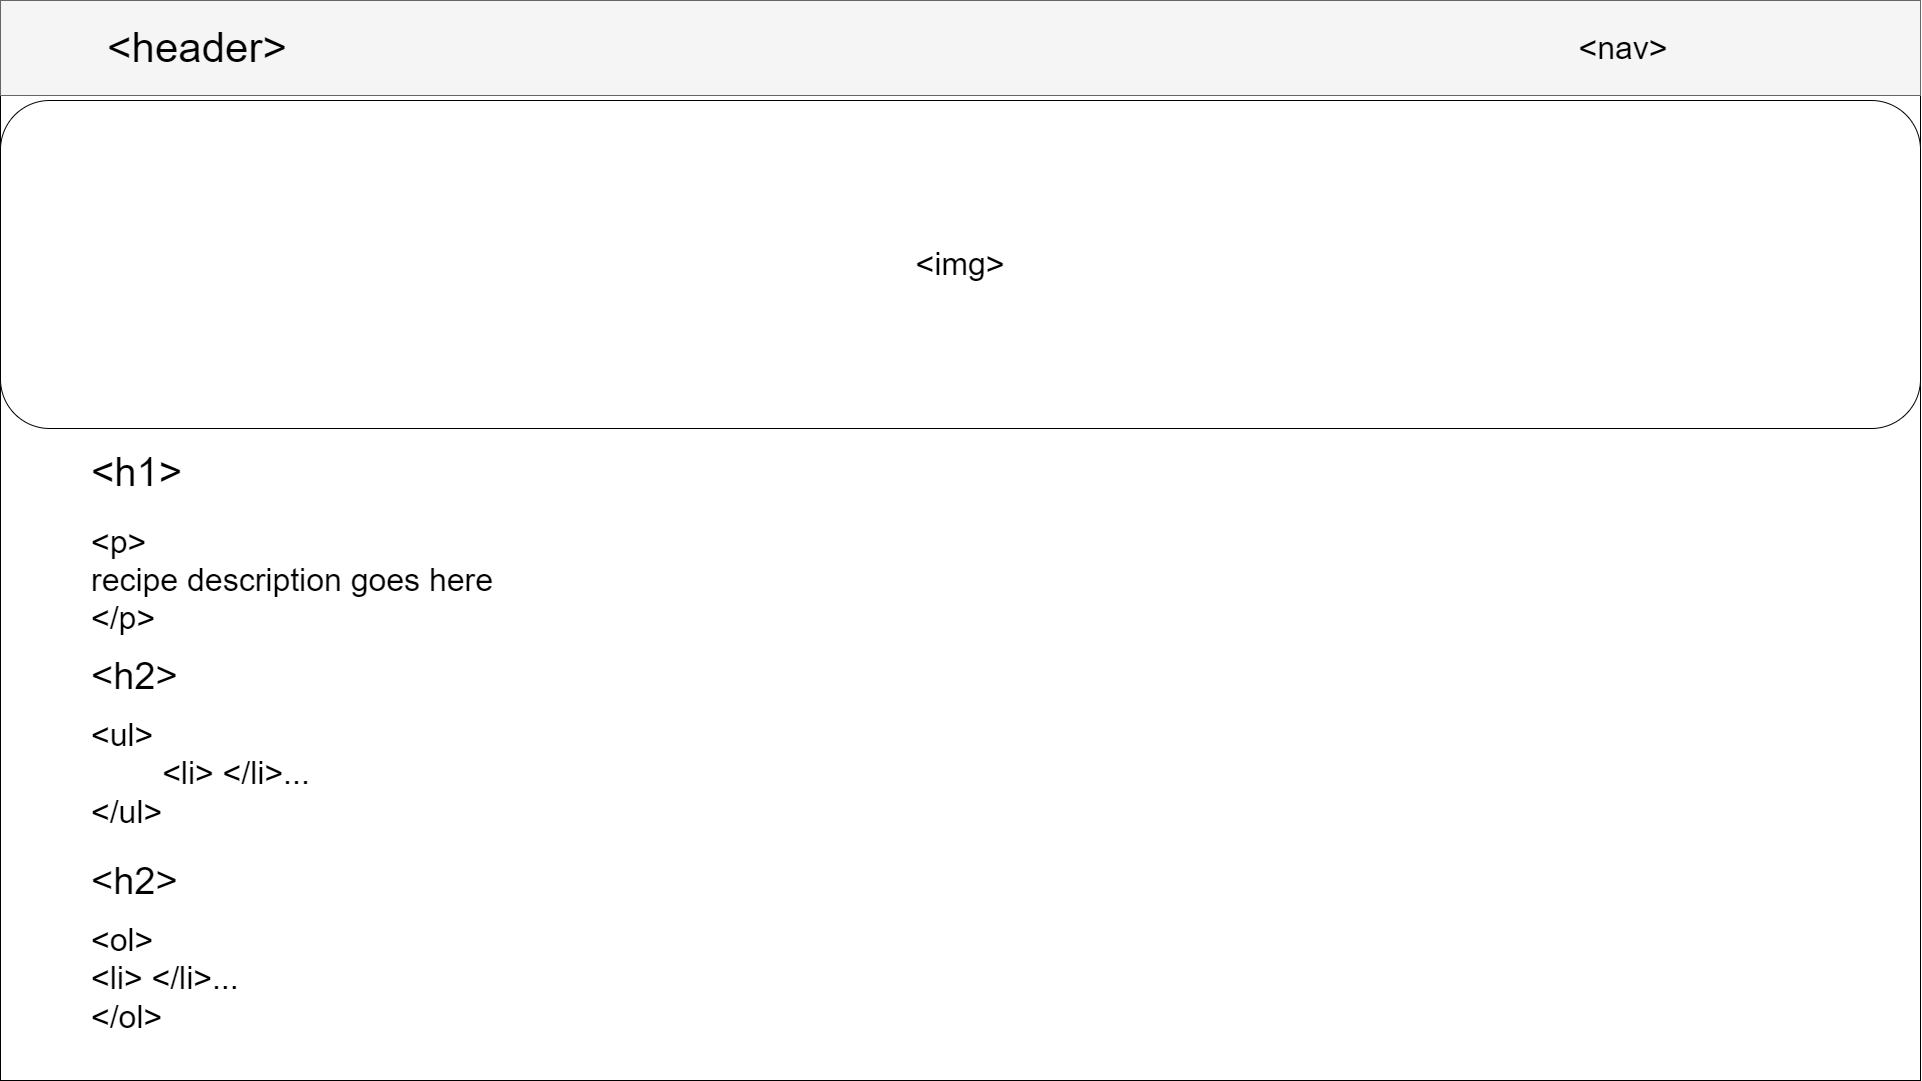 <header>
<nav>
<img>
<h1>
<p>
recipe description goes here
</p>
<h2>
<ul>
<li> </li>...
</ul>
<h2>
<ol>
<li> </li>...
</ol>